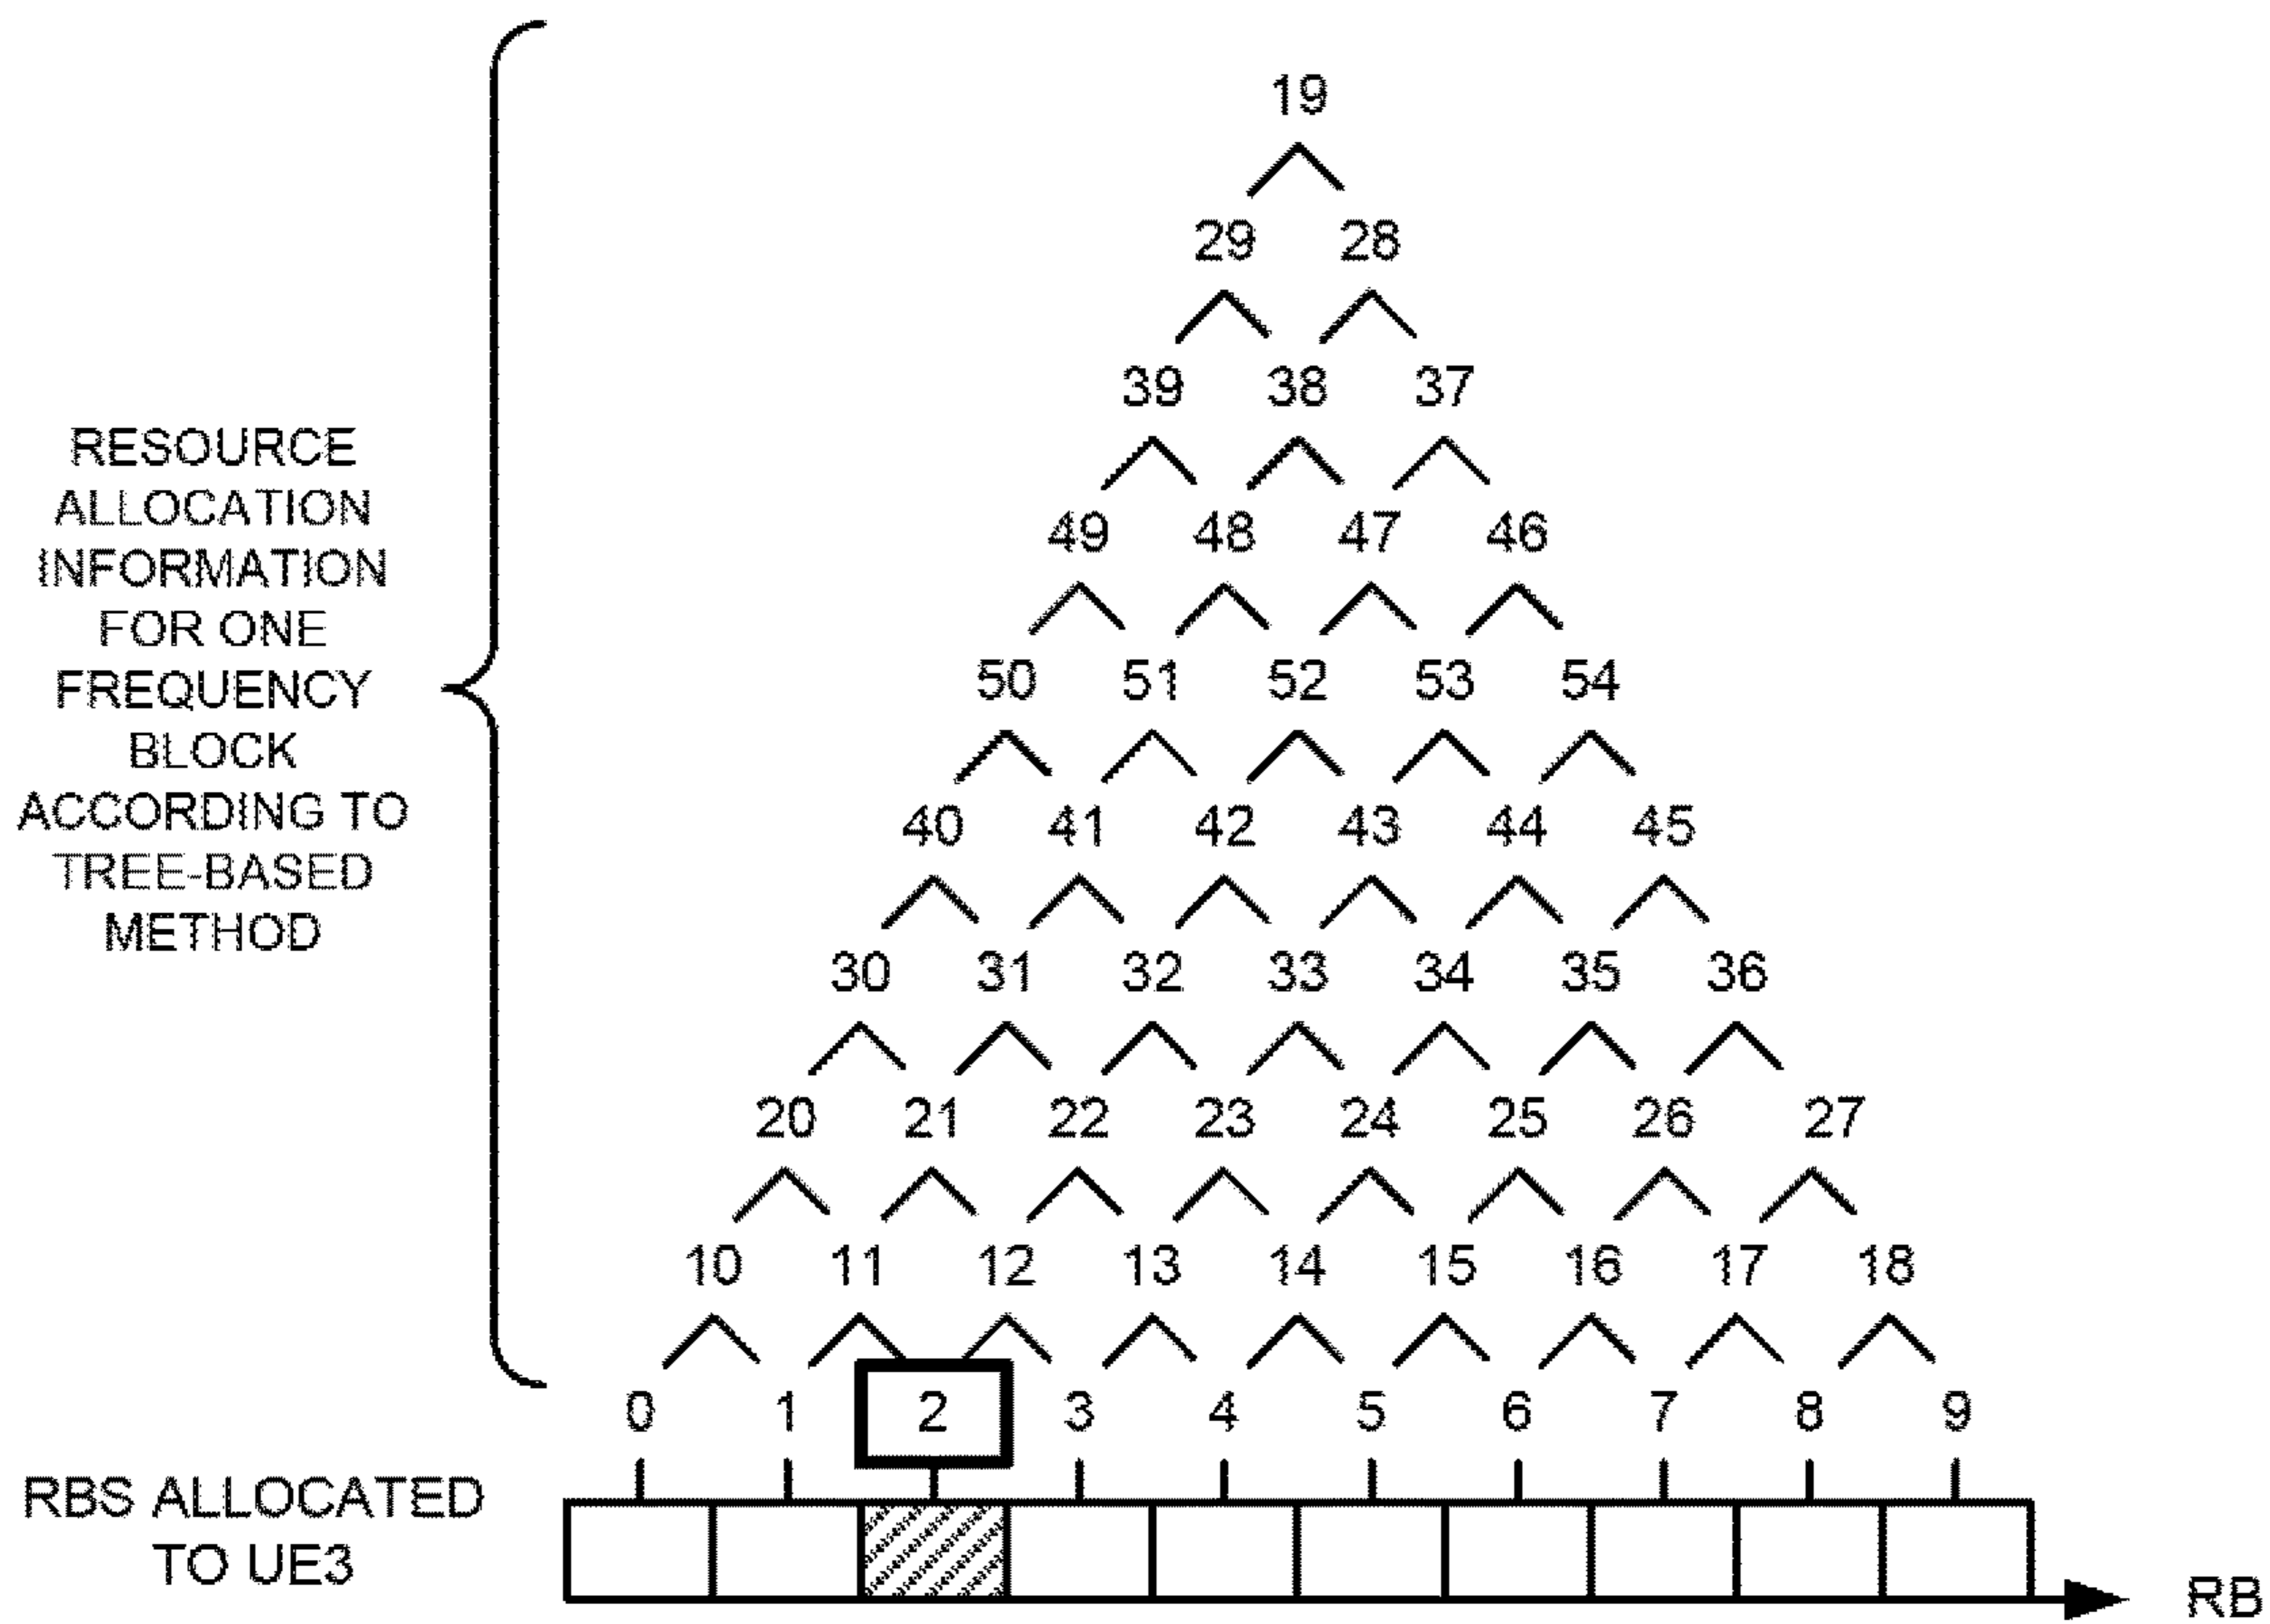 19
29 28
39 38 37
49 48 47 46
50 51 52 53 54
40 41 42 43 44 45
30 31 32 33 34 35 36
20 21 22 23 24 25 26 27
10 11 12 13 14 15 16 17 18
0 1 2 3 4 5 6 7 8 9
RESOURCE
ALLOCATION
INFORMATION
FOR ONE
FREQUENCY
BLOCK
ACCORDING TO
TREE-BASED
METHOD
RBS ALLOCATED
TO UE3
RB